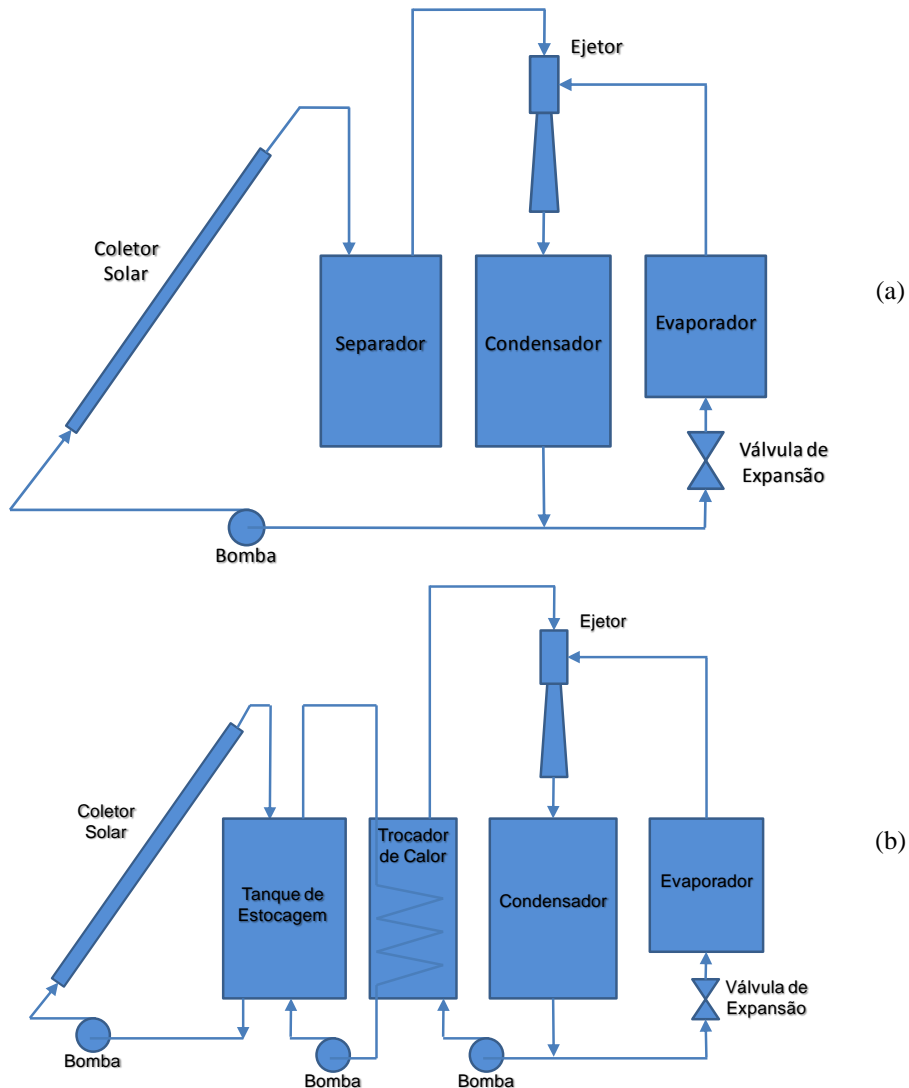 Ejetor
Coletor
Solar
(a)
Evaporador
Separador
Condensador
Válvula de
Expansão
Bomba
Ejetor
Coletor
Solar
Trocador
de Calor
(b)
Tanque de
Estocagem
Condensador
Evaporador
Válvula de
Expansão
Bomba
Bomba
Bomba